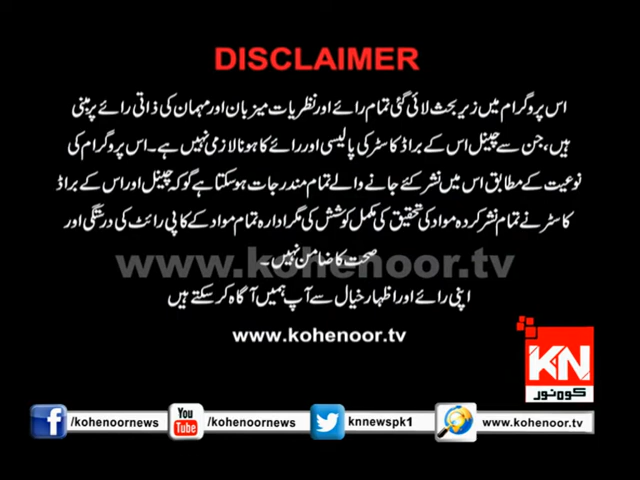 DISCLAIMER
اس پروگرام میں زیر بحث لائی گئی تمام رائے اور نظریات میزبان اور مہمان کی ذاتی رائے پر مبنی
ہیں، جن سے چینل اس کے براڈ کاسٹر کی پالیسی اور رائے کا ہونا لازمی نہیں ہے۔ اس پروگرام کی
نوعیت کے مطابق اس میں نشر کئے جانے والے تمام مندرجات ہوسکتا ہے گو کہ چینل اور اس کے براڈ
کاسٹر نے تمام نشر کردہ مواد کی تحقیق کی مکمل کوشش کی مگر ادارہ تمام مواد کے کاپی رائٹ کی درستگی اور
صحت کا ضامن نہیں۔
www.kohenoor.tv
اپنی رائے اور اظہار خیال سے آپ ہمیں آگاہ کر سکتے ہیں
www.kohenoor.tv
KN
کوہ نور
f /kohenoornews
You Tube /kohenoornews
knnewspk1
www.kohenoor.tv